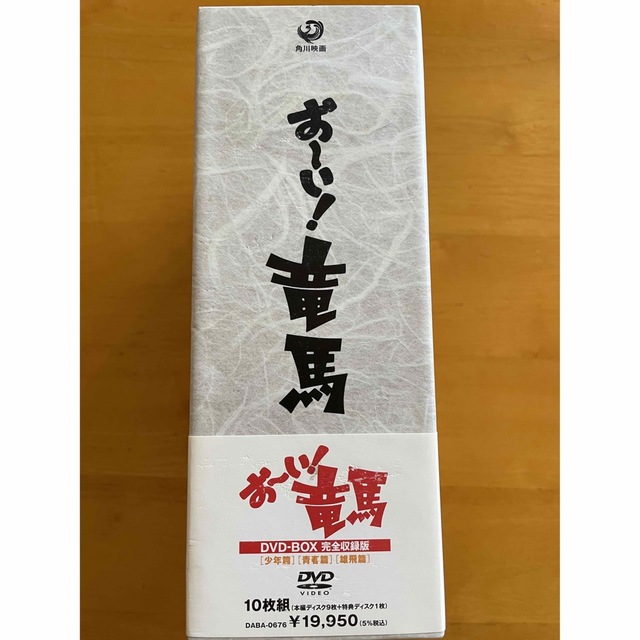 角川映画
お〜い!
竜馬
お〜い!
竜馬
DVD-BOX 完全収録版
[少年篇][青春篇][雄飛篇]
DVD
VIDEO
10枚組(本編ディスク9枚+特典ディスク1枚)
DABA-0676 ¥19,950(5%税込)